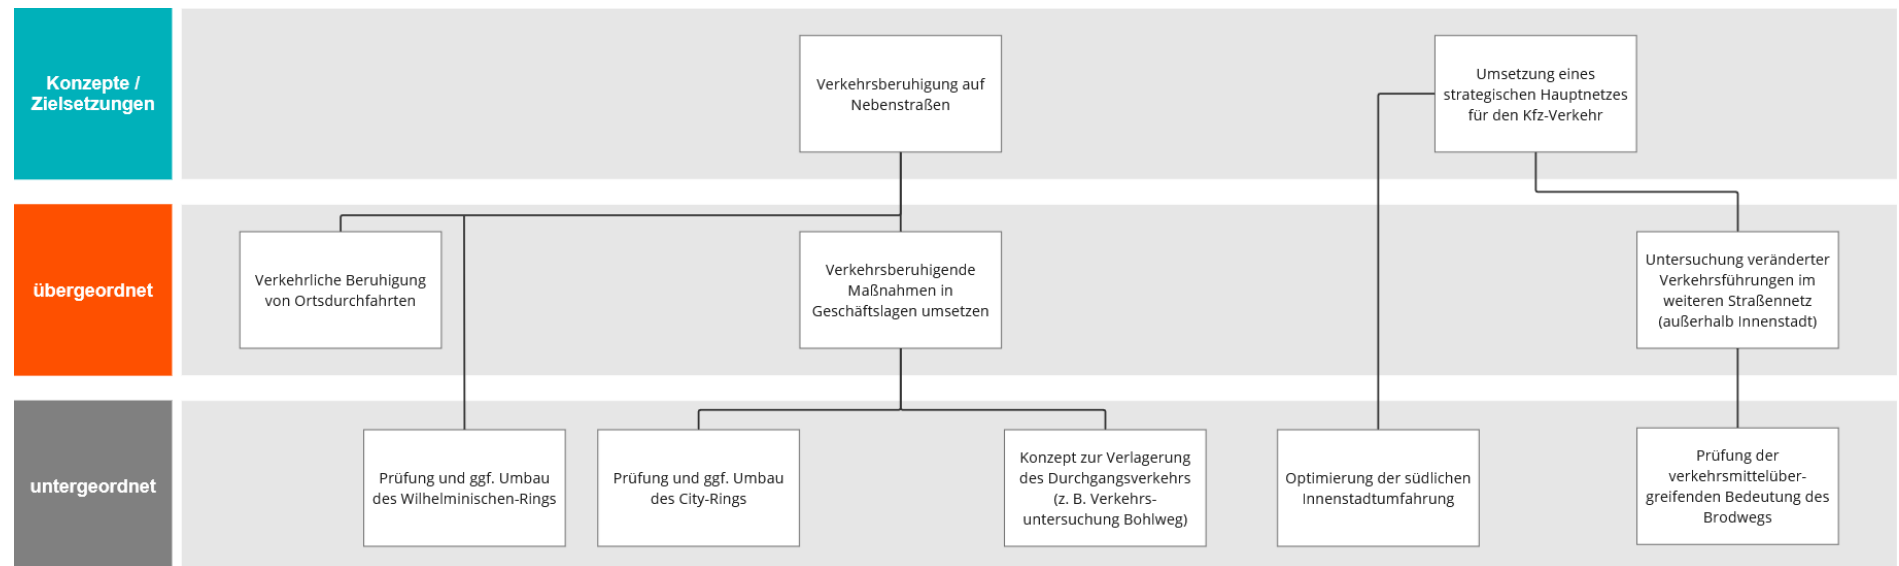 Konzepte /
Zielsetzungen
Verkehrsberuhigung auf
Nebenstraßen
Umsetzung eines
strategischen Hauptnetzes
für den Kfz-Verkehr
übergeordnet
Verkehrliche Beruhigung
von Ortsdurchfahrten
Verkehrsberuhigende
Maßnahmen in
Geschäftslagen umsetzen
Untersuchung veränderter
Verkehrsführungen im
weiteren Straßennetz
(außerhalb Innenstadt)
untergeordnet
Prüfung und ggf. Umbau
des Wilhelminischen-Rings
Prüfung und ggf. Umbau
des City-Rings
Konzept zur Verlagerung
des Durchgangsverkehrs
(z. B. Verkehrs-
untersuchung Bohlweg)
Optimierung der südlichen
Innenstadtumfahrung
Prüfung der
verkehrsmittelüber-
greifenden Bedeutung des
Brodwegs